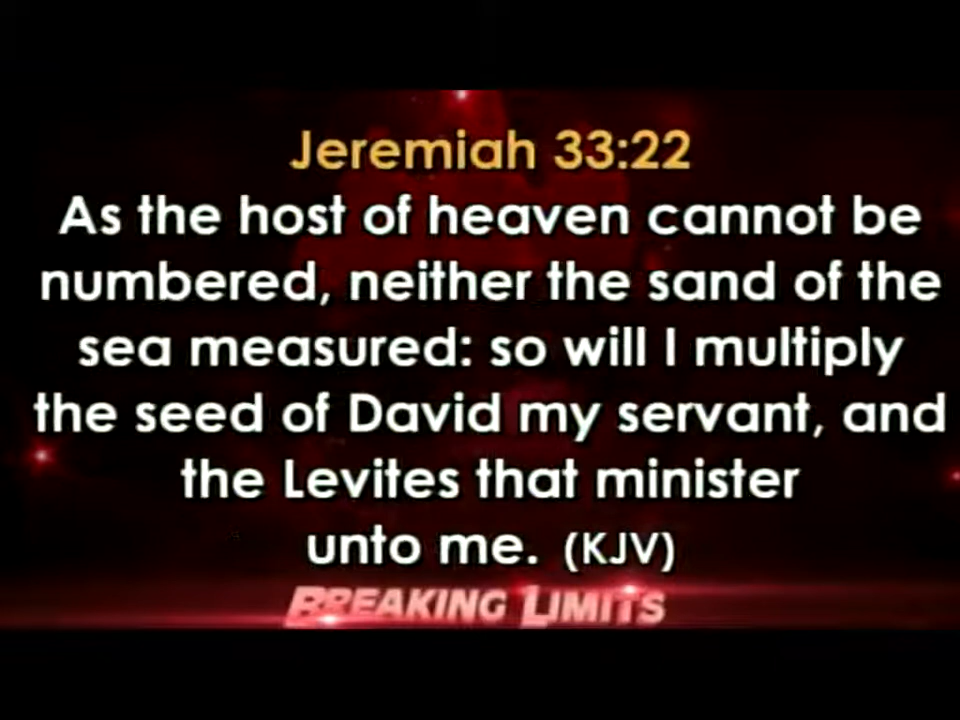 Jeremiah 33:22
As the host of heaven cannot be
numbered, neither the sand of the
sea measured: so will I multiply
the seed of David my servant, and
the Levites that minister
unto me. (KJV)
BREAKING LIMITS